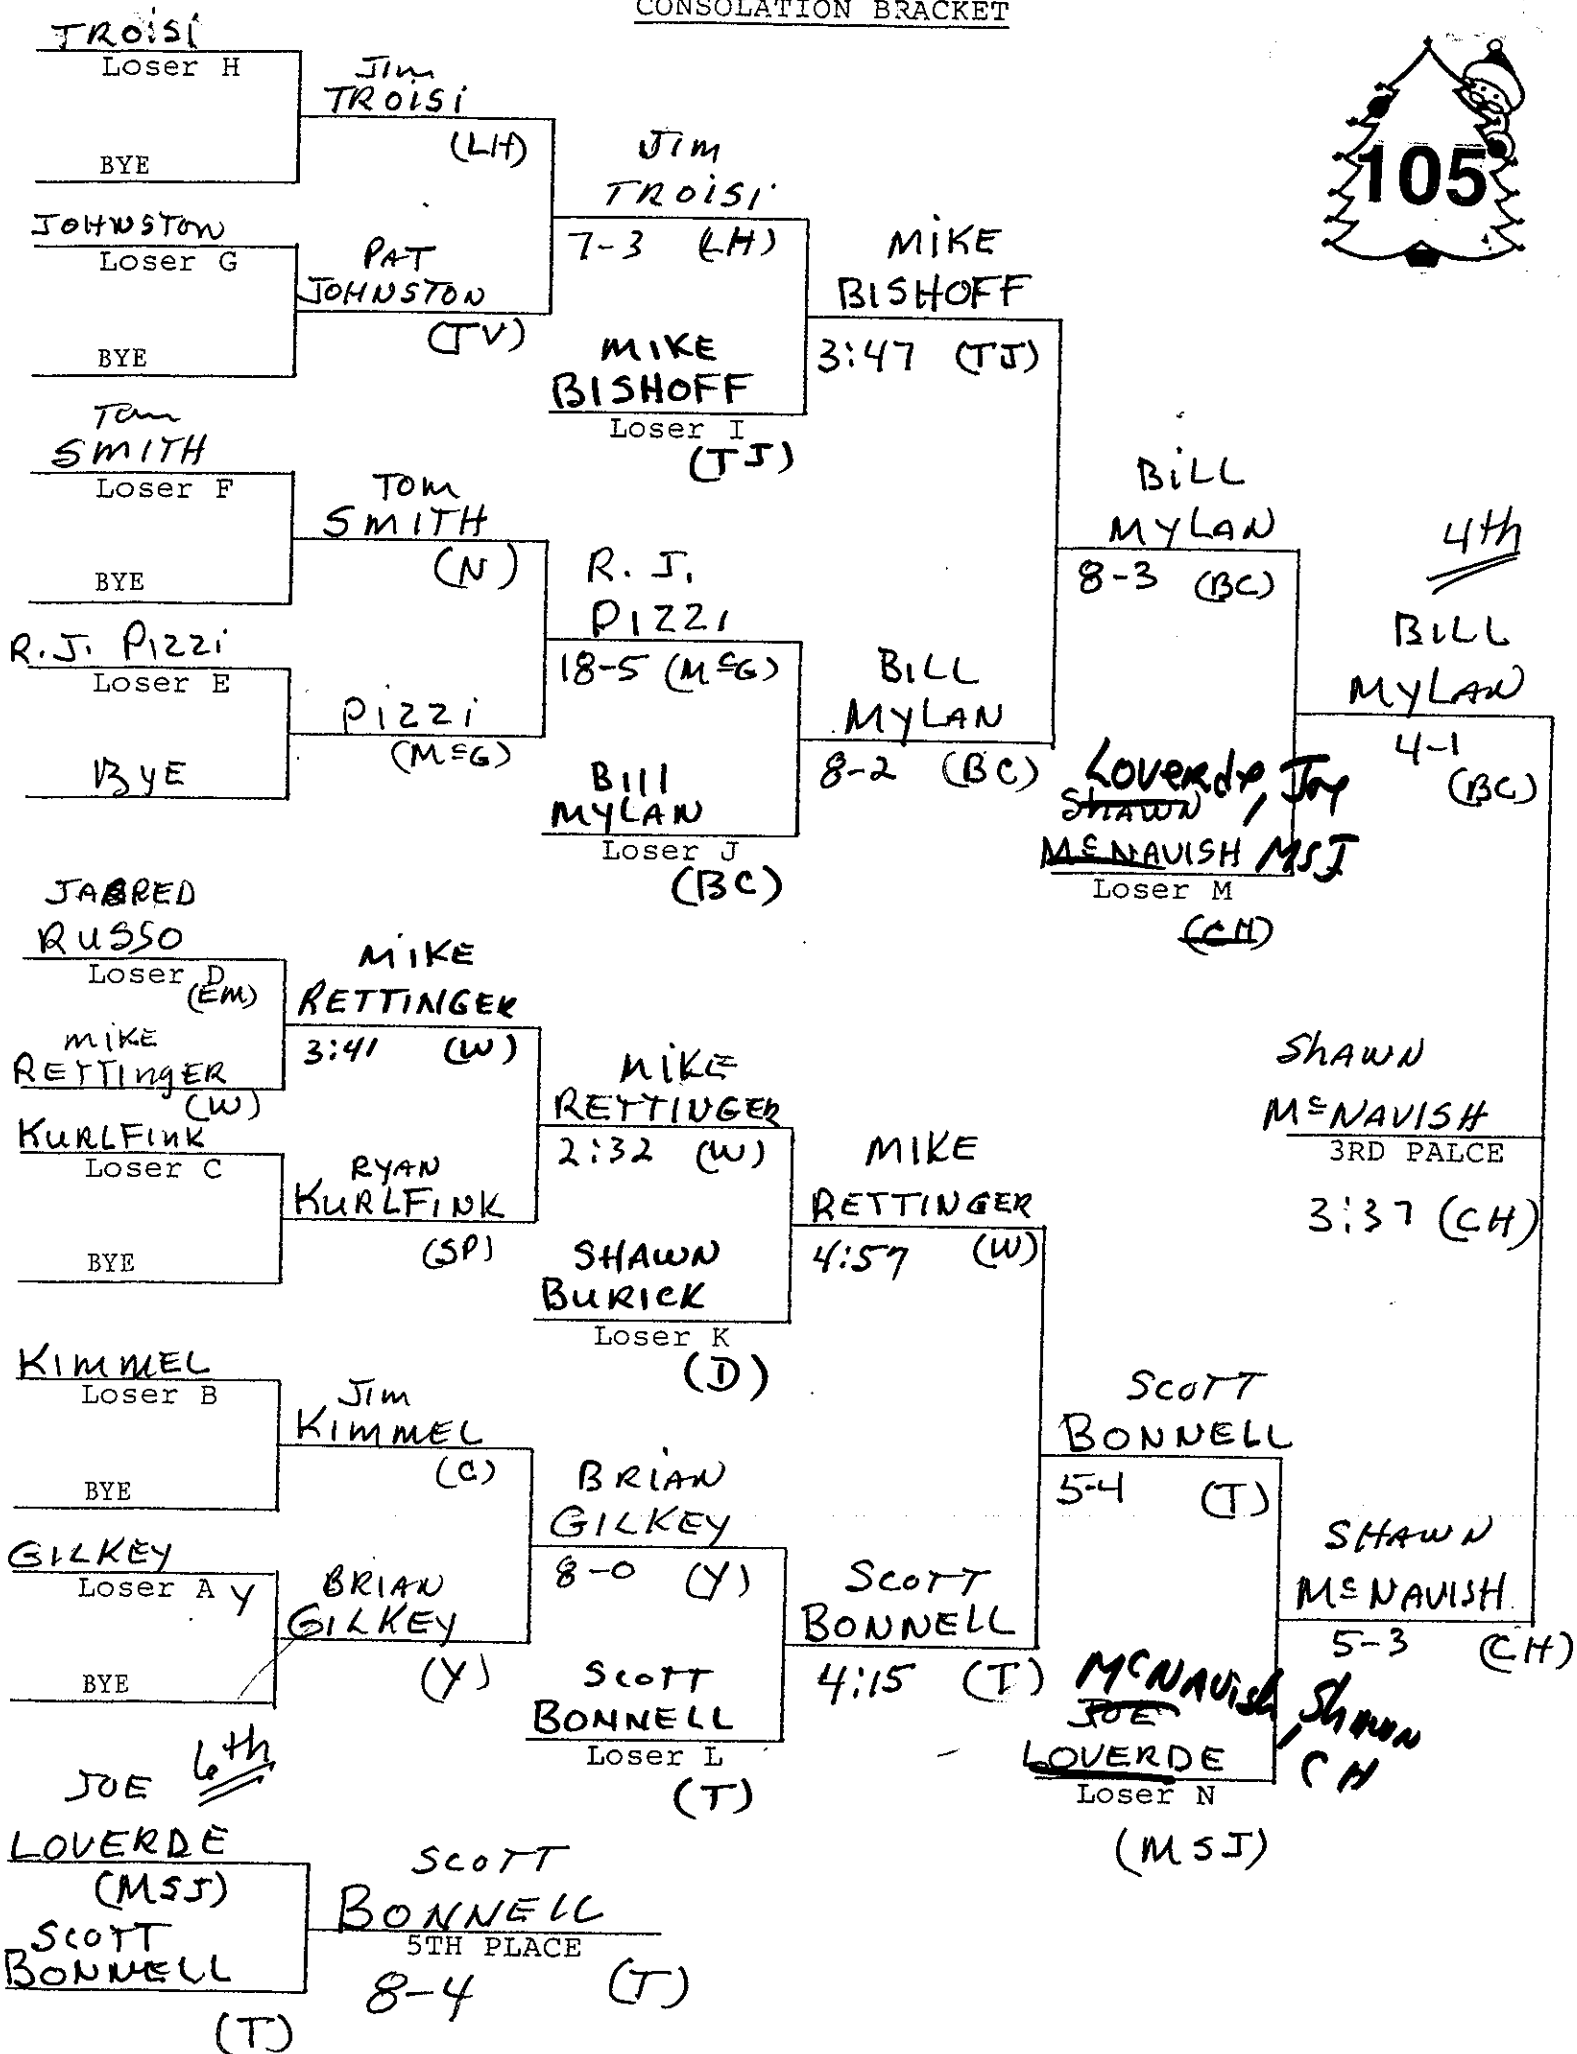 CONSOLATION BRACKET
105
TROISI
Loser H
BYE
JOHNSTON
Loser G
BYE
TOM
SMITH
Loser F
BYE
R.J. PIZZI
Loser E
BYE
JARRED
RUSSO
Loser D
(EM)
MIKE
RETTINGER
(W)
KURLFINK
Loser C
BYE
KIMMEL
Loser B
BYE
GILKEY
Loser A Y
BYE
JIM
TROISI
(LH)
PAT
JOHNSTON
(TV)
TOM
SMITH
(N)
PIZZI
(McG)
MIKE
RETTINGER
3:41 (W)
RYAN
KURLFINK
(SP)
JIM
KIMMEL
(C)
BRIAN
GILKEY
(Y)
JIM
TROISI
7-3 (LH)
MIKE
BISHOFF
Loser I
(TJ)
R. J.
PIZZI
18-5 (McG)
BILL
MYLAN
Loser J
(BC)
MIKE
RETTINGER
2:32 (W)
SHAWN
BURICK
Loser K
(D)
BRIAN
GILKEY
8-0 (Y)
SCOTT
BONNELL
Loser L
(T)
MIKE
BISHOFF
3:47 (TJ)
BILL
MYLAN
8-2 (BC)
MIKE
RETTINGER
4:57 (W)
SCOTT
BONNELL
4:15 (T)
BILL
MYLAN
8-3 (BC)
Loverde, Joe
SHAWN
McNAVISH MSJ
Loser M
(CH)
SCOTT
BONNELL
5-4 (T)
McNavish, Shawn
JOE
LOVERDE CH
Loser N
(MSJ)
4th
BILL
MYLAN
4-1
(BC)
SHAWN
McNAVISH
5-3 (CH)
SHAWN
McNAVISH
3RD PALCE
3:37 (CH)
JOE 6th
LOVERDE
(MSJ)
SCOTT
BONNELL
(T)
SCOTT
BONNELL
5TH PLACE
8-4 (T)